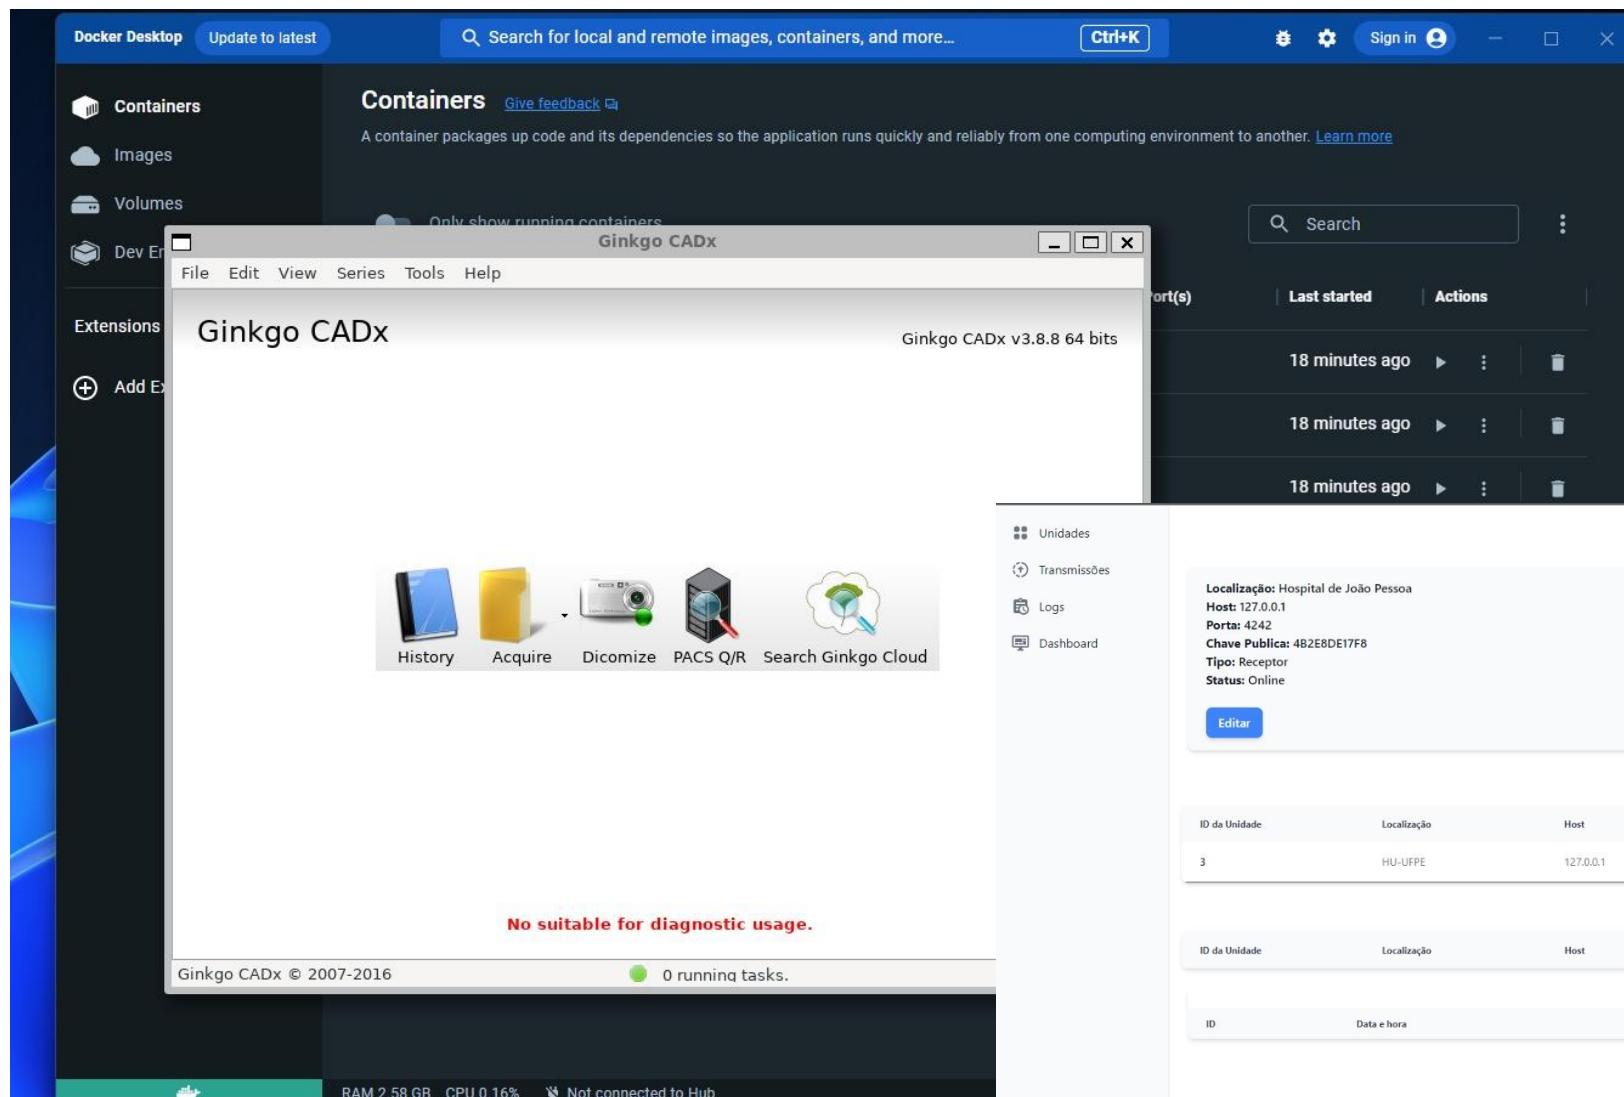 Docker Desktop Update to latest Search for local and remote images, containers, and more... Ctrl+K Sign in
Containers
Images
Volumes
Dev
Extensions
Add
Containers Give feedback
A container packages up code and its dependencies so the application runs quickly and reliably from one computing environment to another. Learn more
Only show running containers
Search
Last started Actions
18 minutes ago
18 minutes ago
18 minutes ago
Ginkgo CADx
File Edit View Series Tools Help
Ginkgo CADx
Ginkgo CADx v3.8.8 64 bits
History Acquire Dicomize PACS Q/R Search Ginkgo Cloud
No suitable for diagnostic usage.
Ginkgo CADx © 2007-2016 0 running tasks.
Unidades
Transmissões
Logs
Dashboard
Localização: Hospital de João Pessoa
Host: 127.0.0.1
Porta: 4242
Chave Publica: 4B2E8DE17F8
Tipo: Receptor
Status: Online
Editar
ID da Unidade Localização Host
3 HU-UFPE 127.0.0.1
ID da Unidade Localização Host
ID Data e hora
RAM 2.58 GB CPU 0.16% Not connected to Hub